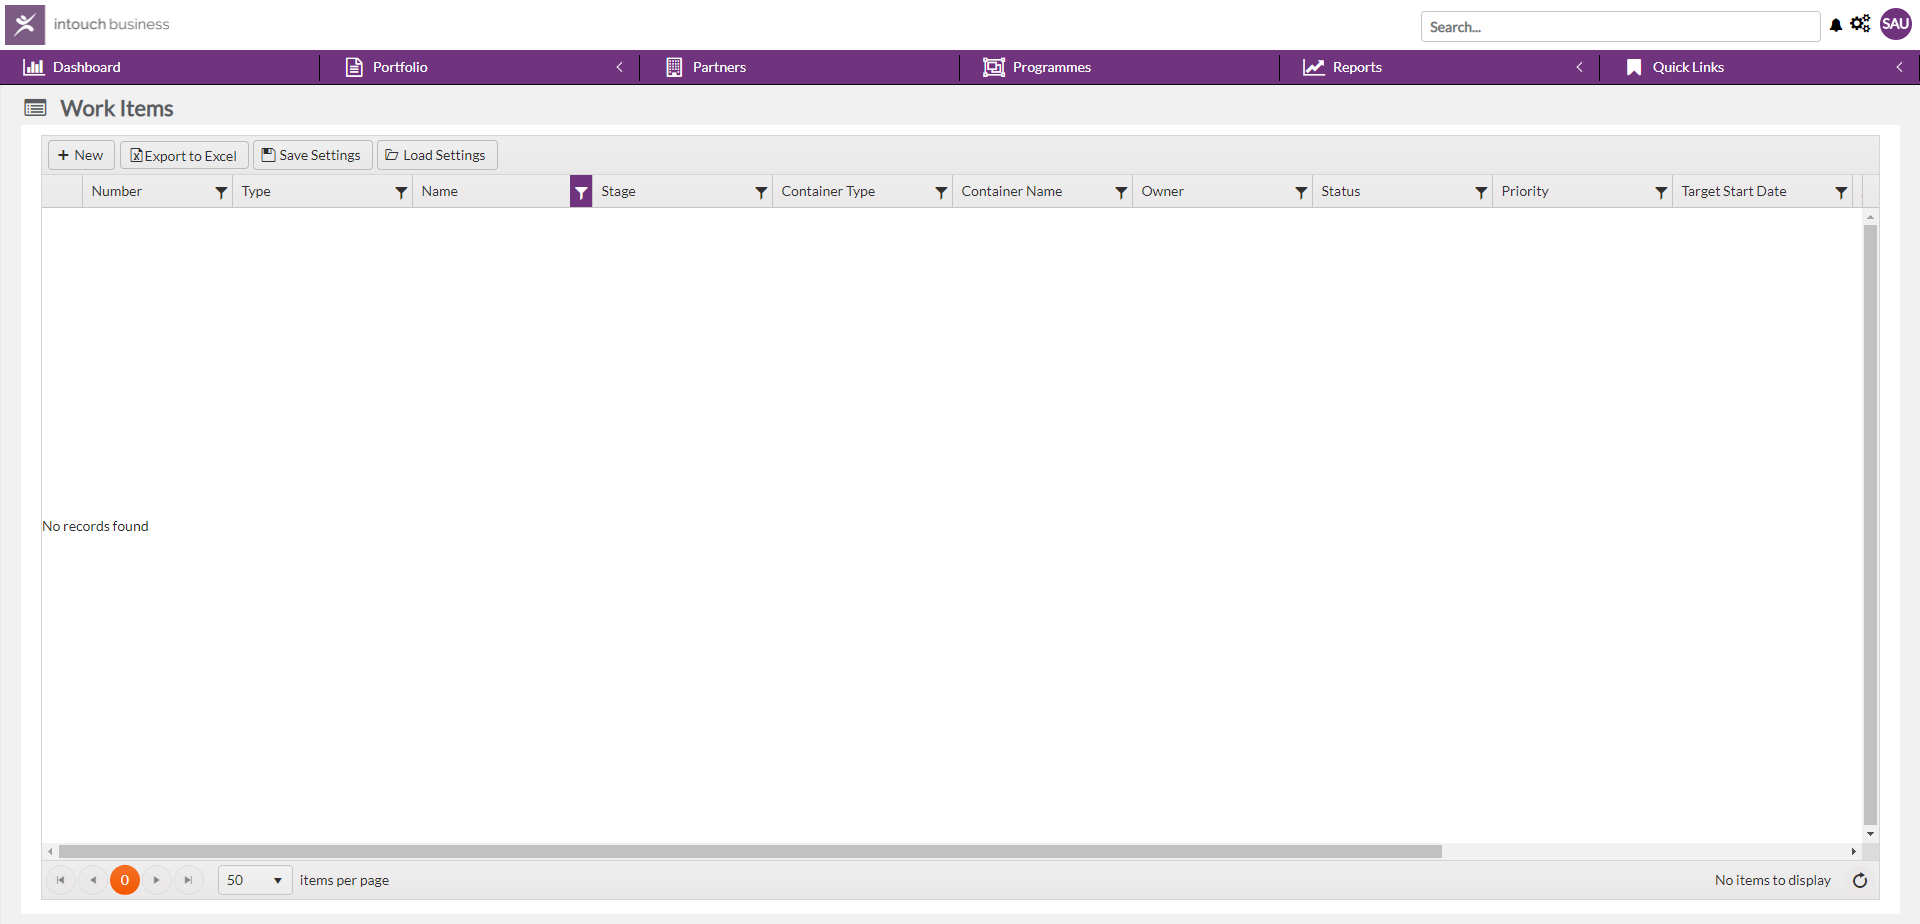 intouch business
Search...
SAU
Dashboard
Portfolio
Partners
Programmes
Reports
Quick Links
Work Items
+ New
Export to Excel
Save Settings
Load Settings
Number
Type
Name
Stage
Container Type
Container Name
Owner
Status
Priority
Target Start Date
No records found
0
50
items per page
No items to display